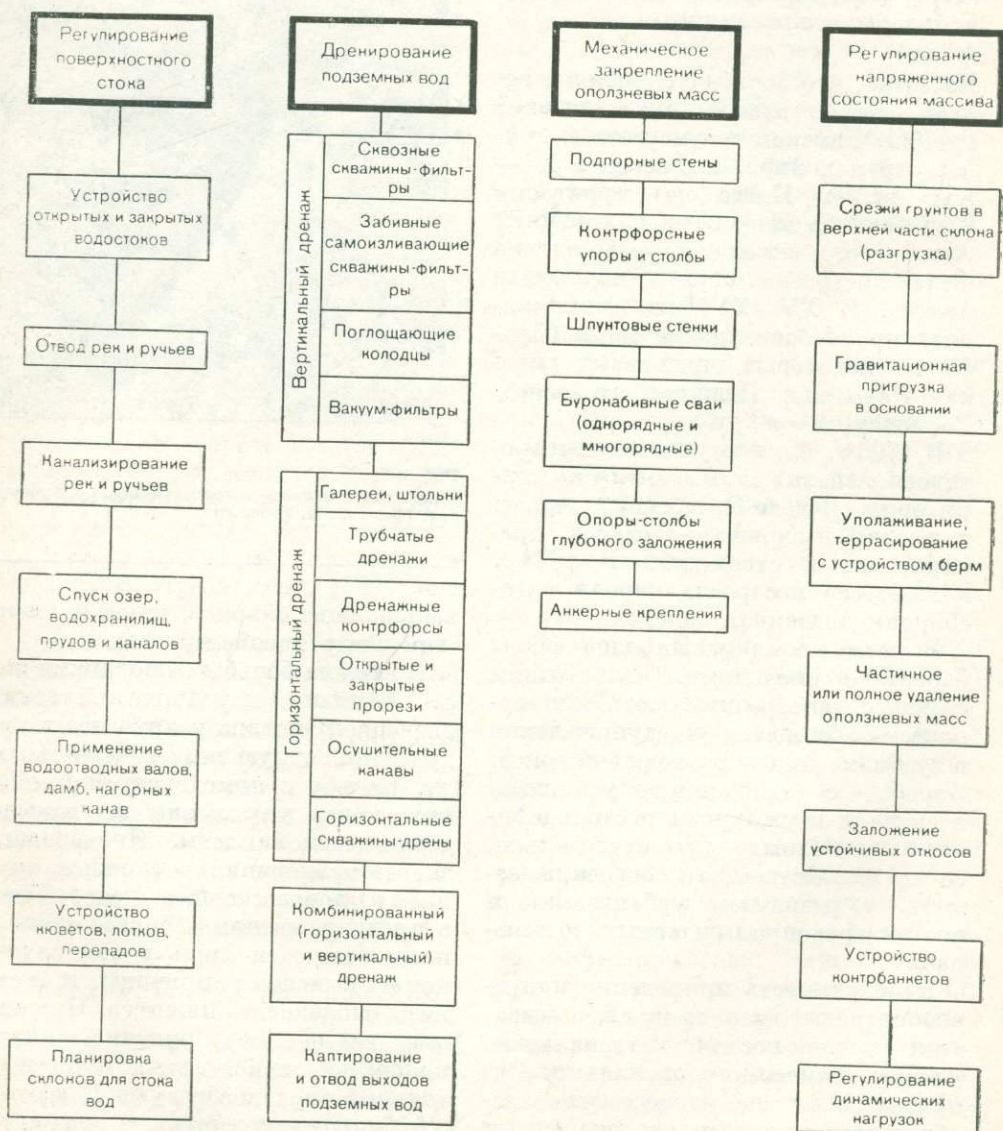 Регулирование
поверхностного
стока
Устройство
открытых и закрытых
водостоков
Отвод рек и ручьев
Канализирование
рек и ручьев
Спуск озер,
водохранилищ,
прудов и каналов
Применение
водоотводных валов,
дамб, нагорных
канав
Устройство
кюветов, лотков,
перепадов
Планировка
склонов для стока
вод
Дренирование
подземных вод
Вертикальный дренаж
Сквозные
скважины-фильт-
ры
Забивные
самоизливающие
скважины-фильт-
ры
Поглощающие
колодцы
Вакуум-фильтры
Горизонтальный дренаж
Галереи, штольни
Трубчатые
дренажи
Дренажные
контрфорсы
Открытые и
закрытые
прорези
Осушительные
канавы
Горизонтальные
скважины-дрены
Комбинированный
(горизонтальный
и вертикальный)
дренаж
Каптирование
и отвод выходов
подземных вод
Механическое
закрепление
оползневых масс
Подпорные стены
Контрфорсные
упоры и столбы
Шпунтовые стенки
Буронабивные сваи
(однорядные и
многорядные)
Опоры-столбы
глубокого заложения
Анкерные крепления
Регулирование
напряженного
состояния массива
Срезки грунтов в
верхней части склона
(разгрузка)
Гравитационная
пригрузка
в основании
Уполаживание,
террасирование
с устройством берм
Частичное
или полное удаление
оползневых масс
Заложение
устойчивых откосов
Устройство
контрбанкетов
Регулирование
динамических
нагрузок